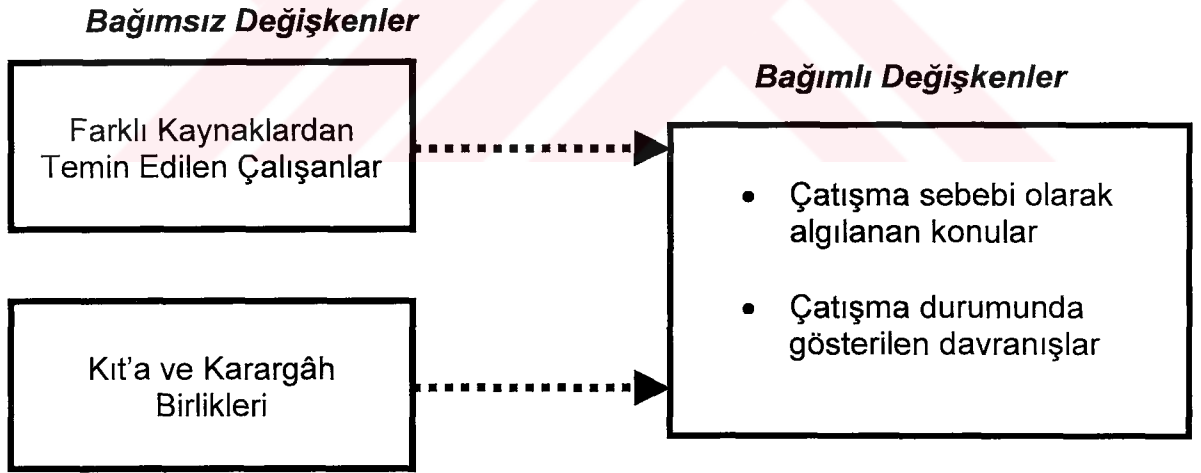 Bağımsız Değişkenler
Farklı Kaynaklardan
Temin Edilen Çalışanlar
Kıt'a ve Karargâh
Birlikleri
Bağımlı Değişkenler
• Çatışma sebebi olarak
algılanan konular
• Çatışma durumunda
gösterilen davranışlar